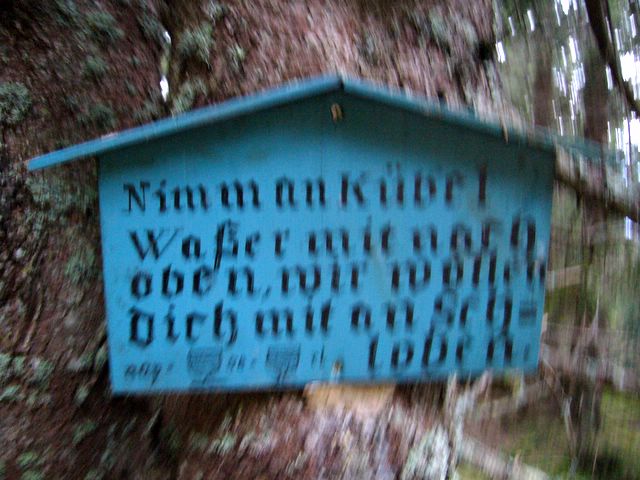 Nimm an Kübel
Waßer mit nach
oben, wir wollen
dich mit an Sch=
loben.